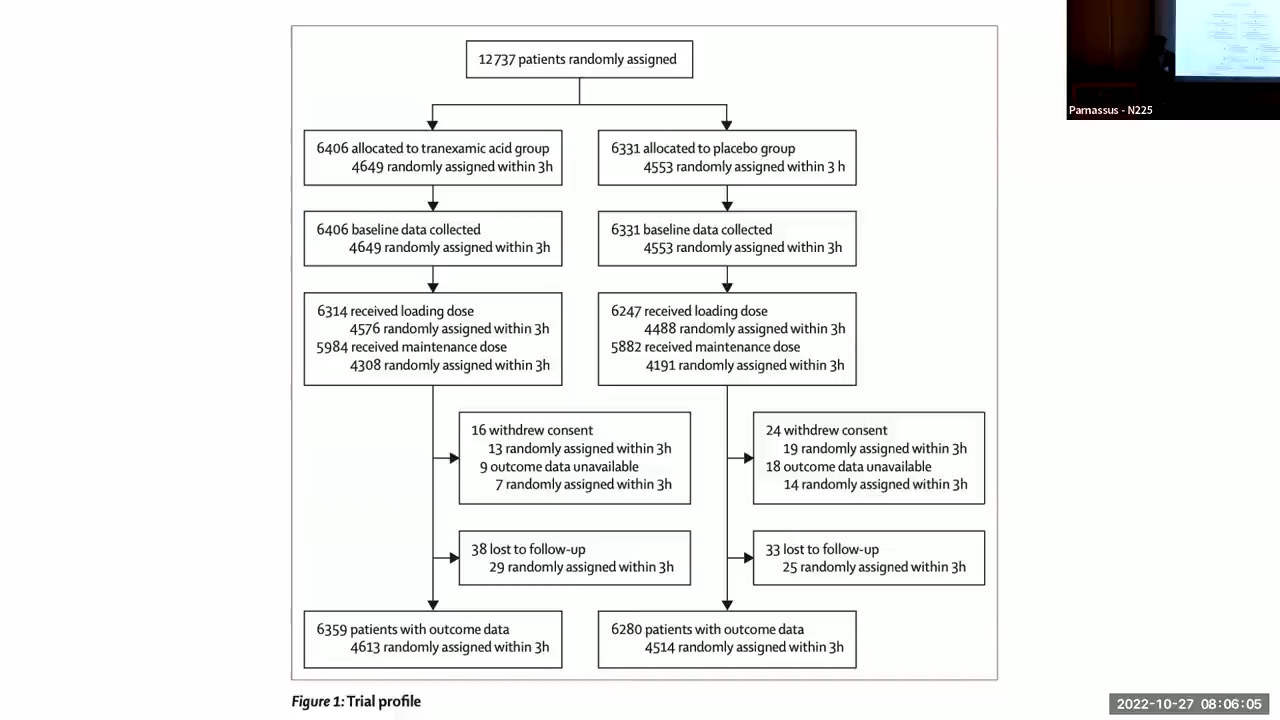 12737 patients randomly assigned
6406 allocated to tranexamic acid group
4649 randomly assigned within 3h
6331 allocated to placebo group
4553 randomly assigned within 3 h
6406 baseline data collected
4649 randomly assigned within 3h
6331 baseline data collected
4553 randomly assigned within 3h
6314 received loading dose
4576 randomly assigned within 3h
5984 received maintenance dose
4308 randomly assigned within 3h
6247 received loading dose
4488 randomly assigned within 3h
5882 received maintenance dose
4191 randomly assigned within 3h
16 withdrew consent
13 randomly assigned within 3h
9 outcome data unavailable
7 randomly assigned within 3h
24 withdrew consent
19 randomly assigned within 3h
18 outcome data unavailable
14 randomly assigned within 3h
38 lost to follow-up
29 randomly assigned within 3h
33 lost to follow-up
25 randomly assigned within 3h
6359 patients with outcome data
4613 randomly assigned within 3h
6280 patients with outcome data
4514 randomly assigned within 3h
Figure 1: Trial profile
Parnassus - N225
2022-10-27 08:06:05